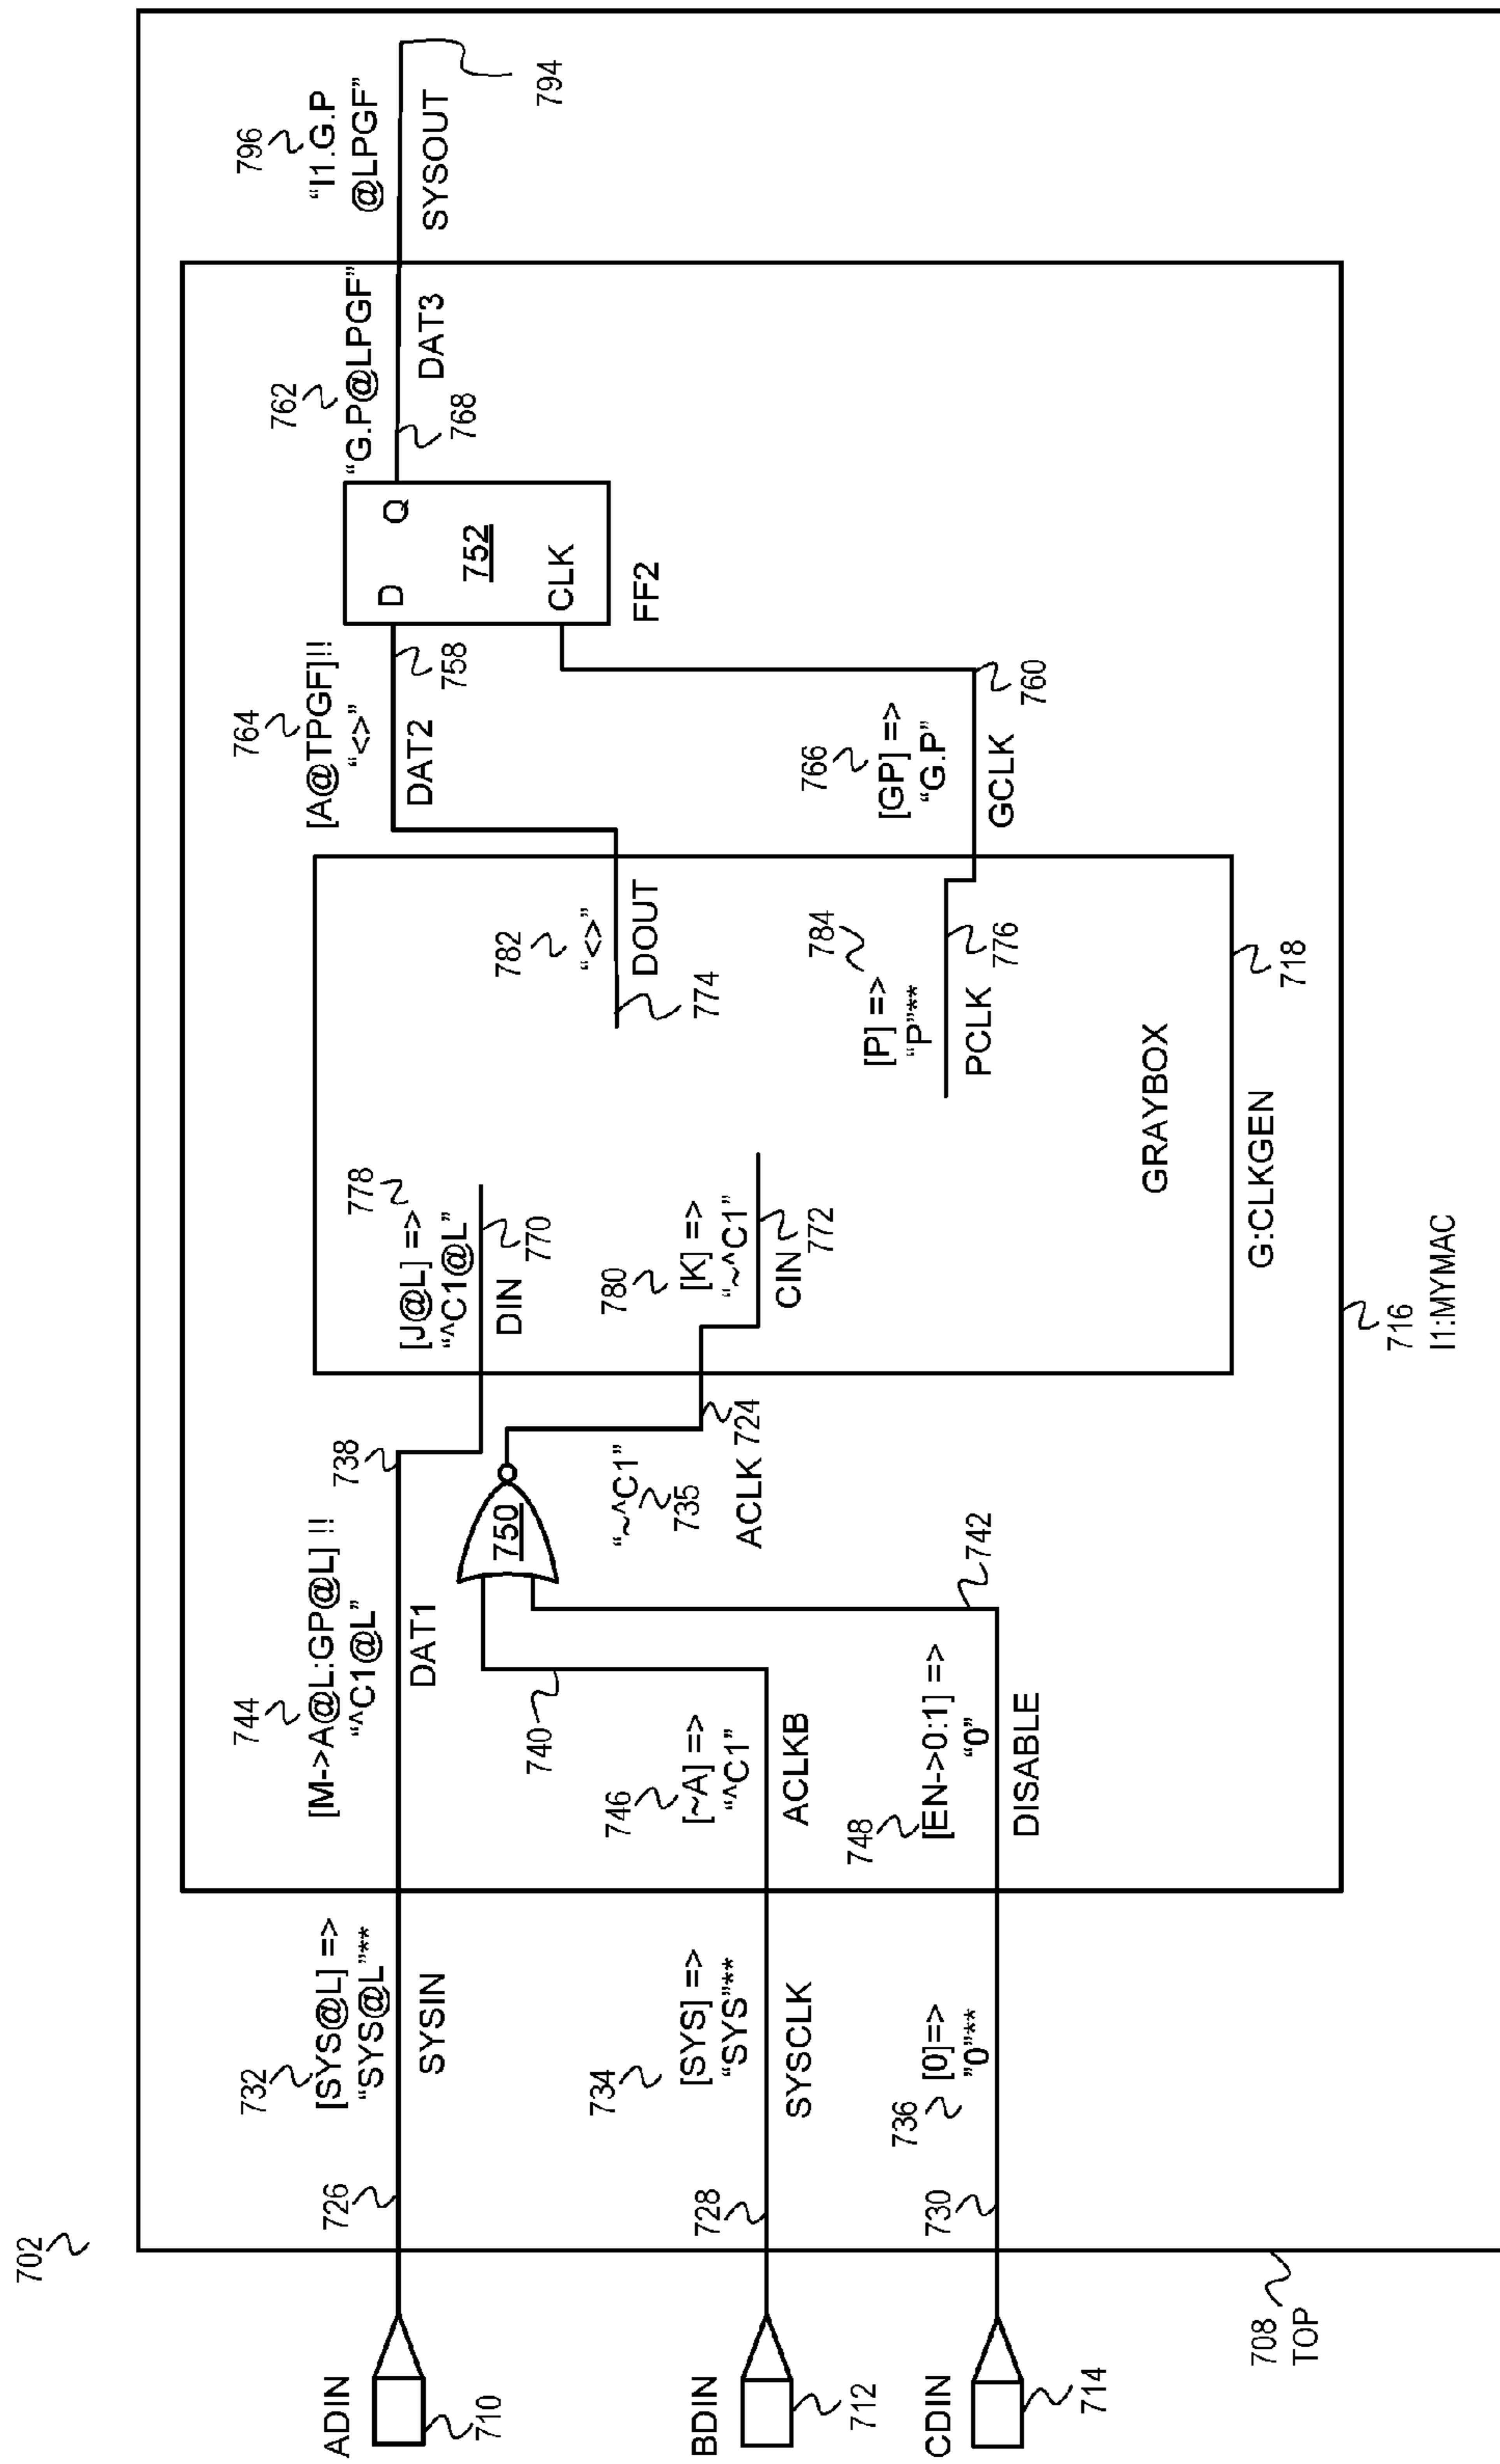 702
ADIN
710
BDIN
712
CDIN
714
708
TOP
726
732
[SYS@L] =>
“SYS@L”**
SYSIN
728
734
[SYS] =>
“SYS”**
SYSCLK
730
736
[0]=>
”0”**
744
[M->A@L:GP@L] !!
“^C1@L”
DAT1
738
740
746
[~A] =>
“^C1”
ACLKB
748
[EN->0:1] =>
“0”
DISABLE
742
750
“~^C1”
735
ACLK 724
778
[J@L] =>
“^C1@L”
770
DIN
780
[K] =>
“~^C1”
CIN
772
782
“<>”
DOUT
774
784
[P] =>
“P”**
PCLK
776
GRAYBOX
718
G:CLKGEN
716
I1:MYMAC
764
[A@TPGF]!!
“<>”
DAT2
758
766
[GP] =>
“G.P”
GCLK
760
D
Q
752
CLK
FF2
762
“G.P@LPGF”
DAT3
768
796
“I1.G.P
@LPGF”
SYSOUT
794